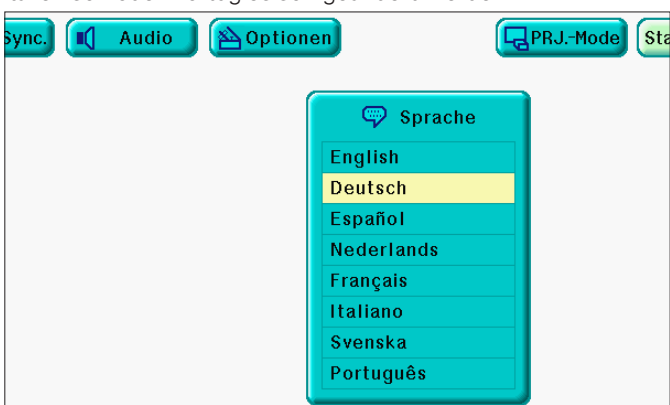 Sync. Audio Optionen PRJ.-Mode Sta
Sprache
English
Deutsch
Español
Nederlands
Français
Italiano
Svenska
Português